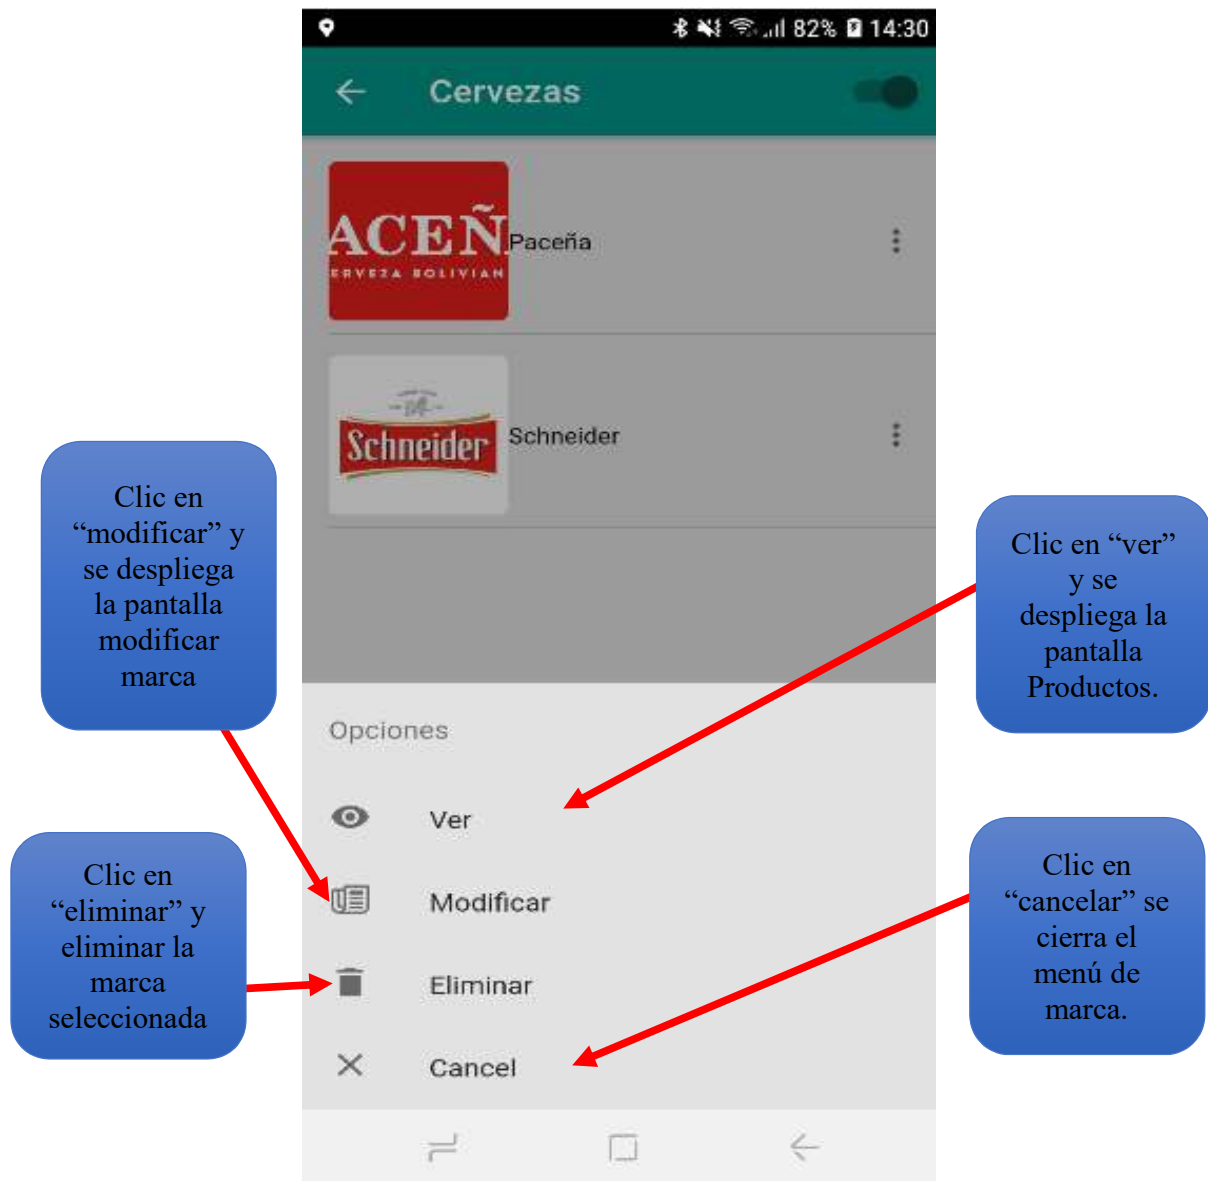 82% 14:30
Cervezas
ACEÑ
ERVEZA BOLIVIAN
Paceña
Schneider
Schneider
Clic en
“modificar” y
se despliega
la pantalla
modificar
marca
Clic en “ver”
y se
despliega la
pantalla
Productos.
Opciones
Ver
Modificar
Eliminar
Cancel
Clic en
“eliminar” y
eliminar la
marca
seleccionada
Clic en
“cancelar” se
cierra el
menú de
marca.